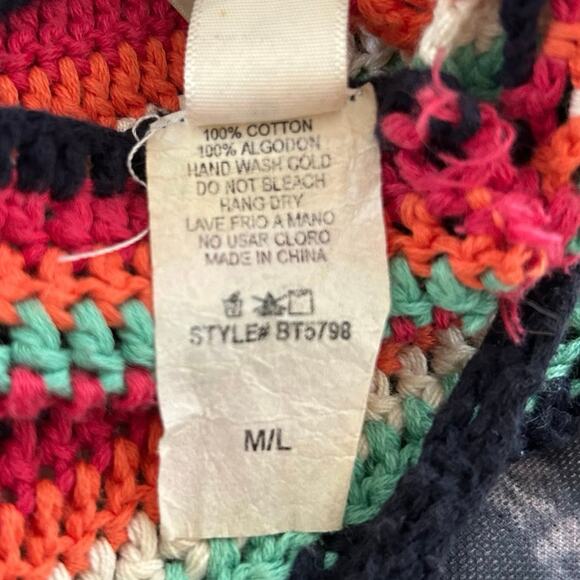 100% COTTON
100% ALGODON
HAND WASH COLD
DO NOT BLEACH
HANG DRY
LAVE FRIO A MANO
NO USAR CLORO
MADE IN CHINA
STYLE# BT5798
M/L